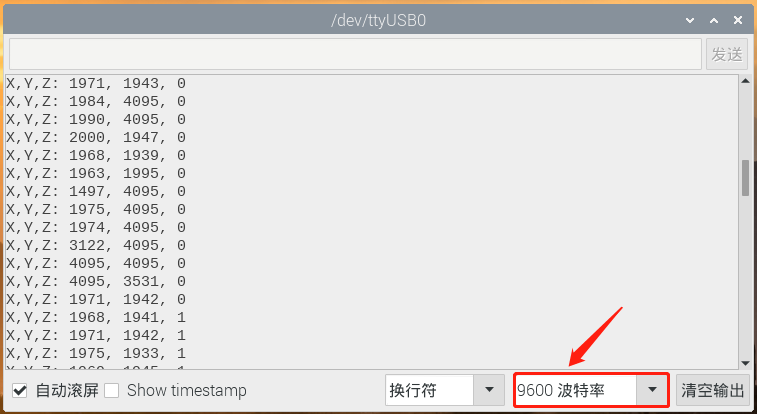 /dev/ttyUSB0
发送
X,Y,Z: 1971, 1943, 0
X,Y,Z: 1984, 4095, 0
X,Y,Z: 1990, 4095, 0
X,Y,Z: 2000, 1947, 0
X,Y,Z: 1968, 1939, 0
X,Y,Z: 1963, 1995, 0
X,Y,Z: 1497, 4095, 0
X,Y,Z: 1975, 4095, 0
X,Y,Z: 1974, 4095, 0
X,Y,Z: 3122, 4095, 0
X,Y,Z: 4095, 4095, 0
X,Y,Z: 4095, 3531, 0
X,Y,Z: 1971, 1942, 0
X,Y,Z: 1968, 1941, 1
X,Y,Z: 1971, 1942, 1
X,Y,Z: 1975, 1933, 1
自动滚屏 Show timestamp 换行符 9600 波特率 清空输出